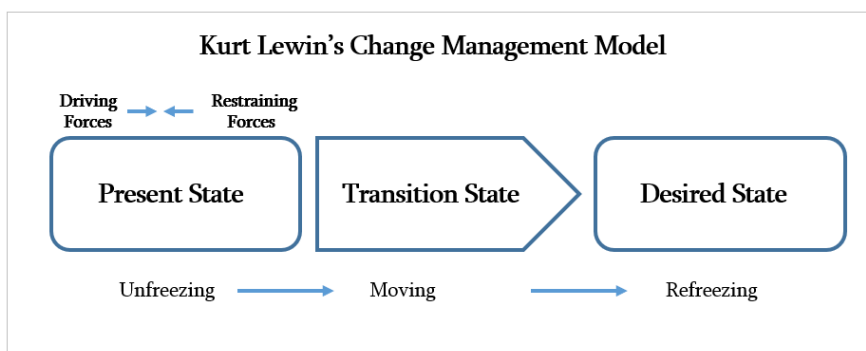 Kurt Lewin's Change Management Model
Driving
Forces
Restraining
Forces
Present State
Transition State
Desired State
Unfreezing
Moving
Refreezing